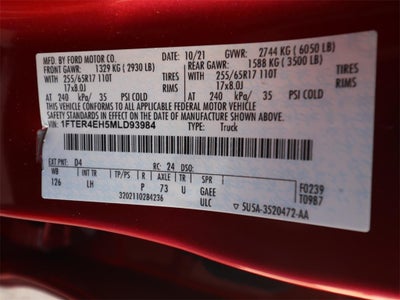 MFD. BY FORD MOTOR CO. 10/21 GVWR: 2744 KG (6050 LB)
FRONT GAWR: 1329 KG (2930 LB) REAR GAWR: 1588 KG (3500 LB)
255/65R17 110T TIRES 255/65R17 110T TIRES
17x8.0J RIMS 17x8.0J RIMS
AT 240 kPa/ 35 PSI COLD AT 240 kPa/ 35 PSI COLD
THIS VEHICLE CONFORMS TO ALL APPLICABLE FEDERAL MOTOR VEHICLE
SAFETY STANDARDS IN EFFECT ON THE DATE OF MANUFACTURE SHOWN ABOVE.
VIN: 1FTER4EH5MLD93984 TYPE: Truck
EXT PNT: D4 RC: 24 DSO:
WB INT TR TP/PS R AXLE TR SPR F0239
126 LH P 73 U GAEE T0987
3202110284236 ULC 5U5A-3520472-AA